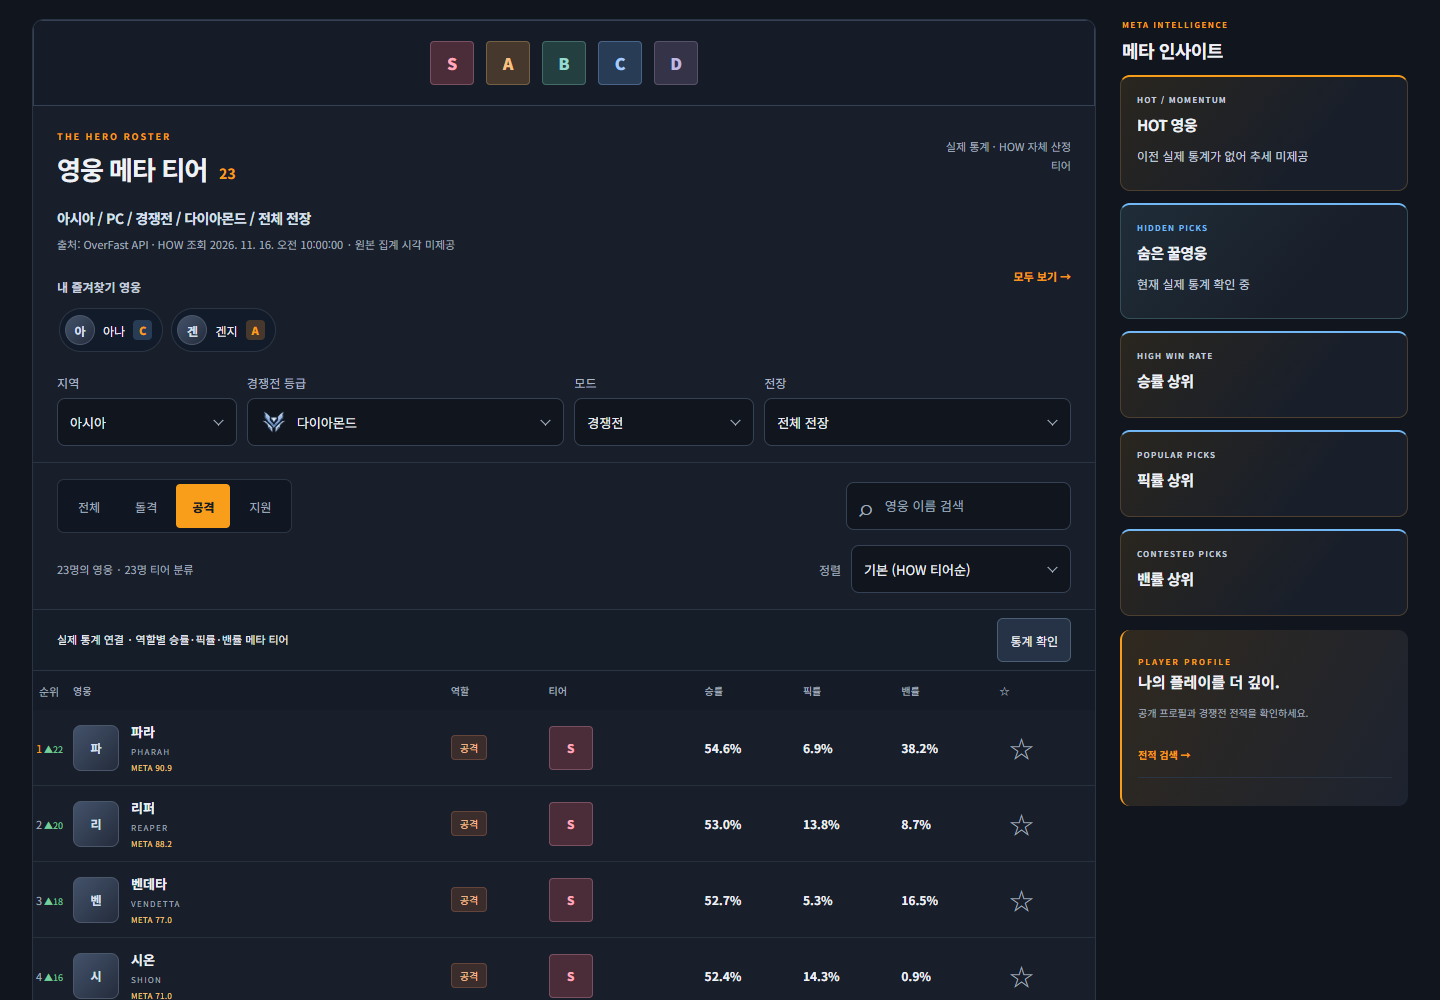 S A B C D
THE HERO ROSTER
영웅 메타 티어 23
실제 통계 · HOW 자체 산정
티어
아시아 / PC / 경쟁전 / 다이아몬드 / 전체 전장
출처: OverFast API · HOW 조회 2026. 11. 16. 오전 10:00:00 · 원본 집계 시각 미제공
내 즐겨찾기 영웅
모두 보기 →
아 아나 C 겐 겐지 A
지역 경쟁전 등급 모드 전장
아시아 다이아몬드 경쟁전 전체 전장
전체 돌격 공격 지원
영웅 이름 검색
23명의 영웅 · 23명 티어 분류
정렬 기본 (HOW 티어순)
실제 통계 연결 · 역할별 승률·픽률·밴률 메타 티어
통계 확인
순위 영웅 역할 티어 승률 픽률 밴률 ☆
1 ▲22 파 파라 공격 S 54.6% 6.9% 38.2% ☆
PHARAH
META 90.9
2 ▲20 리 리퍼 공격 S 53.0% 13.8% 8.7% ☆
REAPER
META 88.2
3 ▲18 벤 벤데타 공격 S 52.7% 5.3% 16.5% ☆
VENDETTA
META 77.0
4 ▲16 시 시온 공격 S 52.4% 14.3% 0.9% ☆
SHION
META 71.0
META INTELLIGENCE
메타 인사이트
HOT / MOMENTUM
HOT 영웅
이전 실제 통계가 없어 추세 미제공
HIDDEN PICKS
숨은 꿀영웅
현재 실제 통계 확인 중
HIGH WIN RATE
승률 상위
POPULAR PICKS
픽률 상위
CONTESTED PICKS
밴률 상위
PLAYER PROFILE
나의 플레이를 더 깊이.
공개 프로필과 경쟁전 전적을 확인하세요.
전적 검색 →